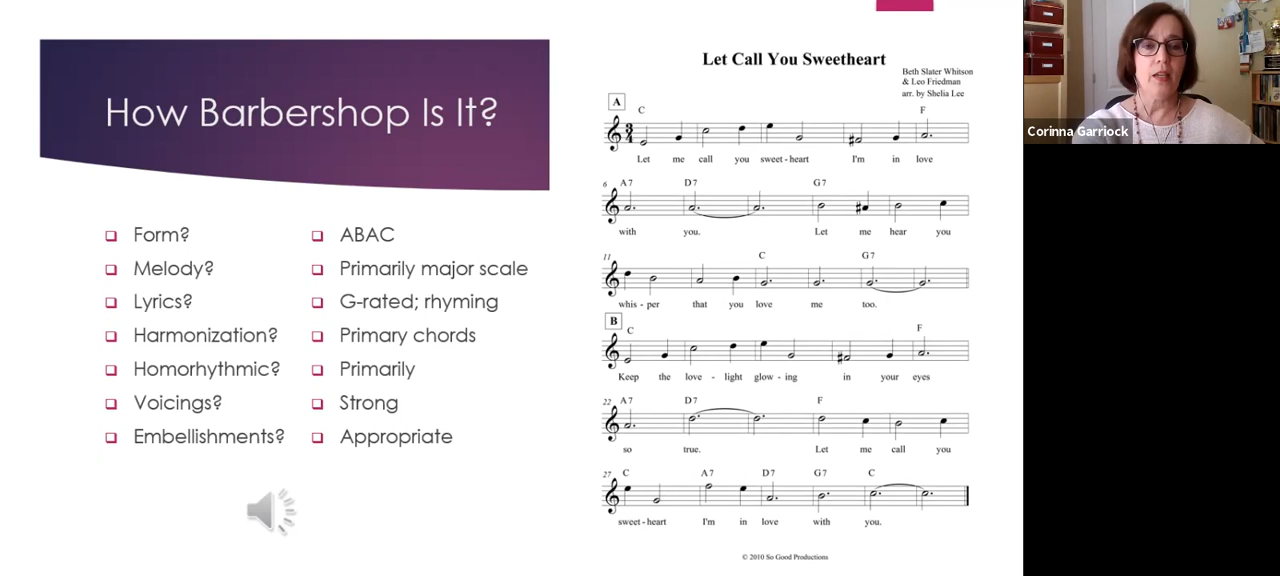 How Barbershop Is It?
Form?
Melody?
Lyrics?
Harmonization?
Homorhythmic?
Voicings?
Embellishments?
ABAC
Primarily major scale
G-rated; rhyming
Primary chords
Primarily
Strong
Appropriate
Let Call You Sweetheart
Beth Slater Whitson
& Leo Friedman
arr. by Shelia Lee
A
C F
3 4
Let me call you sweet - heart I'm in love
6 A7 D7 G7
with you. Let me hear you
11 C G7
whis - per that you love me too.
B
C F
Keep the love - light glow - ing in your eyes
22 A7 D7 F
so true. Let me call you
27 C A7 D7 G7 C
sweet - heart I'm in love with you.
© 2010 So Good Productions
Corinna Garriock